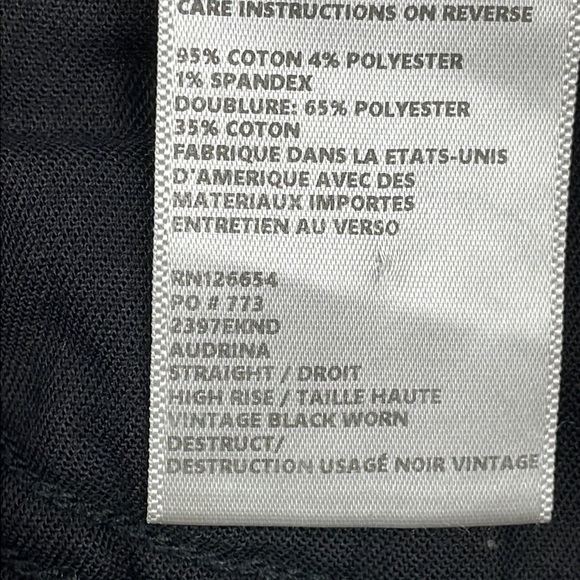 CARE INSTRUCTIONS ON REVERSE
95% COTON 4% POLYESTER
1% SPANDEX
DOUBLURE: 65% POLYESTER
35% COTON
FABRIQUE DANS LA ETATS-UNIS
D'AMERIQUE AVEC DES
MATERIAUX IMPORTES
ENTRETIEN AU VERSO
RN126654
PO # 773
2397EKND
AUDRINA
STRAIGHT / DROIT
HIGH RISE / TAILLE HAUTE
VINTAGE BLACK WORN
DESTRUCT/
DESTRUCTION USAGÉ NOIR VINTAGE